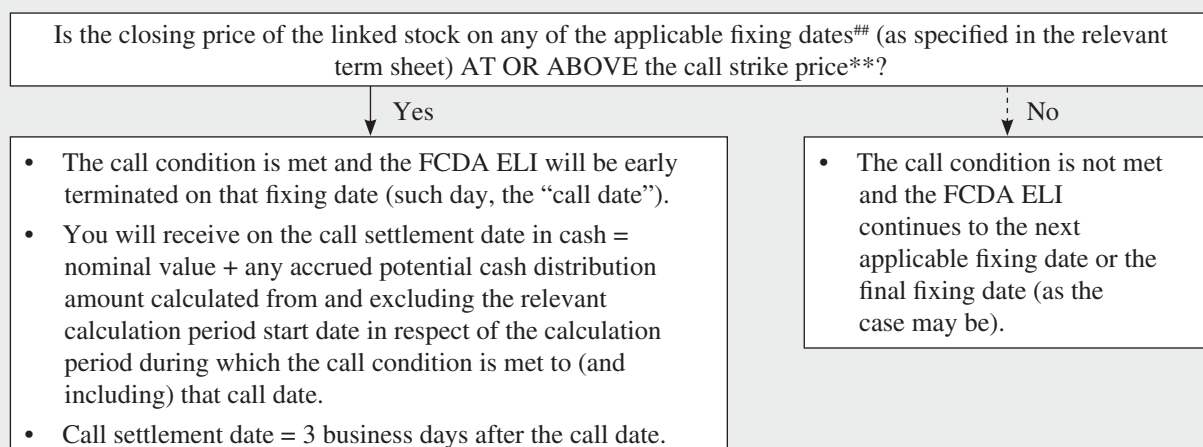 Is the closing price of the linked stock on any of the applicable fixing dates## (as specified in the relevant
term sheet) AT OR ABOVE the call strike price**?
Yes
No
• The call condition is met and the FCDA ELI will be early
terminated on that fixing date (such day, the “call date”).
• You will receive on the call settlement date in cash =
nominal value + any accrued potential cash distribution
amount calculated from and excluding the relevant
calculation period start date in respect of the calculation
period during which the call condition is met to (and
including) that call date.
• Call settlement date = 3 business days after the call date.
• The call condition is not met
and the FCDA ELI
continues to the next
applicable fixing date or the
final fixing date (as the
case may be).